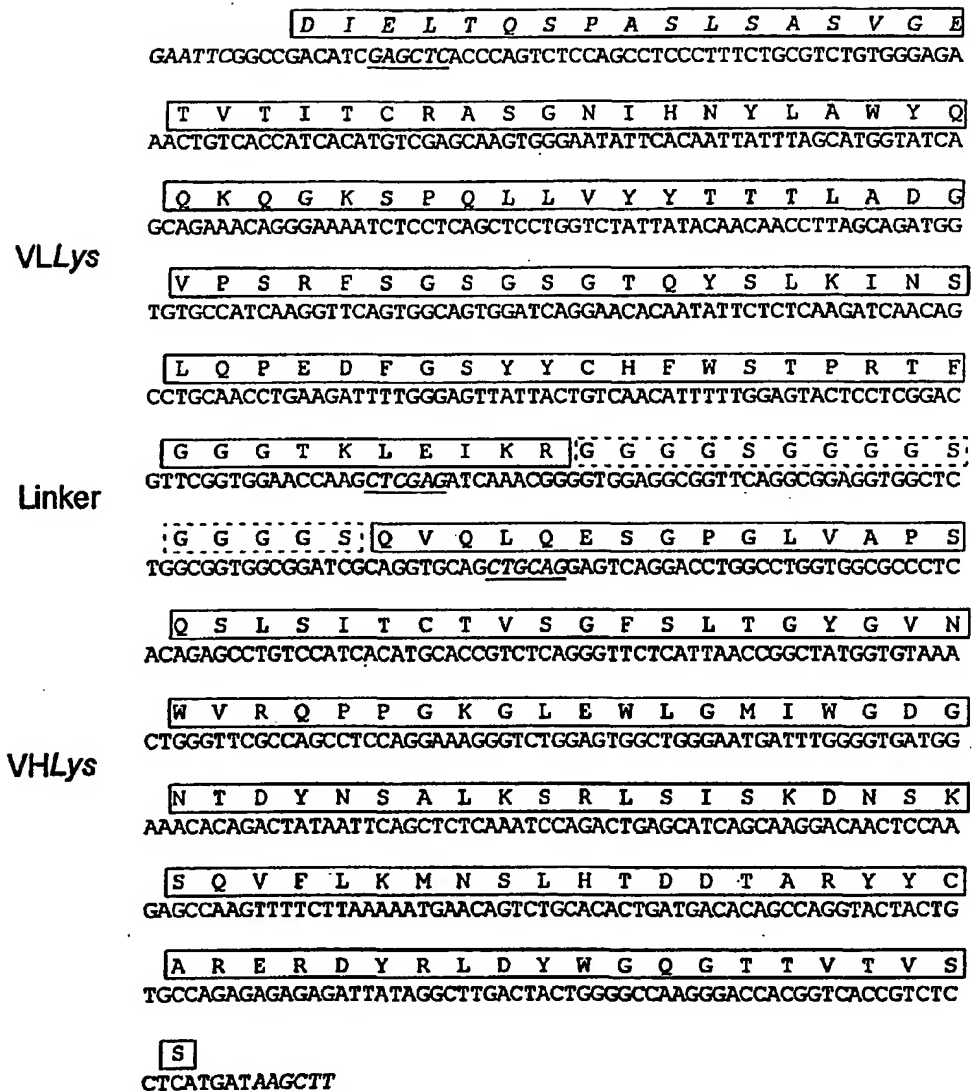 D I E L T Q S P A S L S A S V G E
GAATTCGGCCGACATCGAGCTCACCCAGTCTCCAGCCTCCCTTTCTGCGTCTGTGGGAGA
T V T I T C R A S G N I H N Y L A W Y Q
AACTGTCACCATCACATGTCGAGCAAGTGGGAATATTCACAATTATTTAGCATGGTATCA
Q K Q G K S P Q L L V Y Y T T T L A D G
GCAGAAACAGGGAAAATCTCCTCAGCTCCTGGTCTATTATACAACAACCTTAGCAGATGG
VLLys
V P S R F S G S G S G T Q Y S L K I N S
TGTGCCATCAAGGTTCAGTGGCAGTGGATCAGGAACACAATATTCTCTCAAGATCAACAG
L Q P E D F G S Y Y C H F W S T P R T F
CCTGCAACCTGAAGATTTTGGGAGTTATTACTGTCAACATTTTTGGAGTACTCCTCGGAC
G G G T K L E I K R G G G G S G G G G S
Linker
GTTCGGTGGAACCAAGCTCGAGATCAAACGGGGTGGAGGCGGTTCAGGCGGAGGTGGCTC
G G G G S Q V Q L Q E S G P G L V A P S
TGGCGGTGGCGGATCGCAGGTGCAGCTGCAGGAGTCAGGACCTGGCCTGGTGGCGCCCTC
Q S L S I T C T V S G F S L T G Y G V N
ACAGAGCCTGTCCATCACATGCACCGTCTCAGGGTTCTCATTAACCGGCTATGGTGTAAA
W V R Q P P G K G L E W L G M I W G D G
CTGGGTTCGCCAGCCTCCAGGAAAGGGTCTGGAGTGGCTGGGAATGATTTGGGGTGATGG
VHLys
N T D Y N S A L K S R L S I S K D N S K
AAACACAGACTATAATTCAGCTCTCAAATCCAGACTGAGCATCAGCAAGGACAACTCCAA
S Q V F L K M N S L H T D D T A R Y Y C
GAGCCAAGTTTTCTTAAAAATGAACAGTCTGCACACTGATGACACAGCCAGGTACTACTG
A R E R D Y R L D Y W G Q G T T V T V S
TGCCAGAGAGAGAGATTATAGGCTTGACTACTGGGGCCAAGGGACCACGGTCACCGTCTC
S
CTCATGATAAGCTT